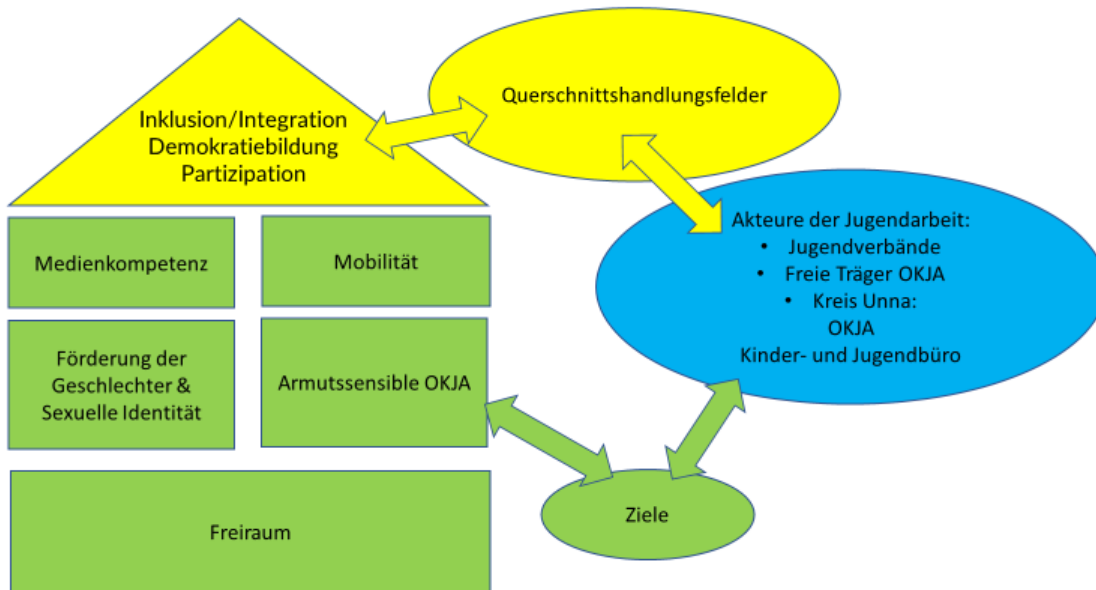 Inklusion/Integration
Demokratiebildung
Partizipation
Querschnittshandlungsfelder
Akteure der Jugendarbeit:
• Jugendverbände
• Freie Träger OKJA
• Kreis Unna:
OKJA
Kinder- und Jugendbüro
Medienkompetenz
Mobilität
Förderung der
Geschlechter &
Sexuelle Identität
Armutssensible OKJA
Ziele
Freiraum